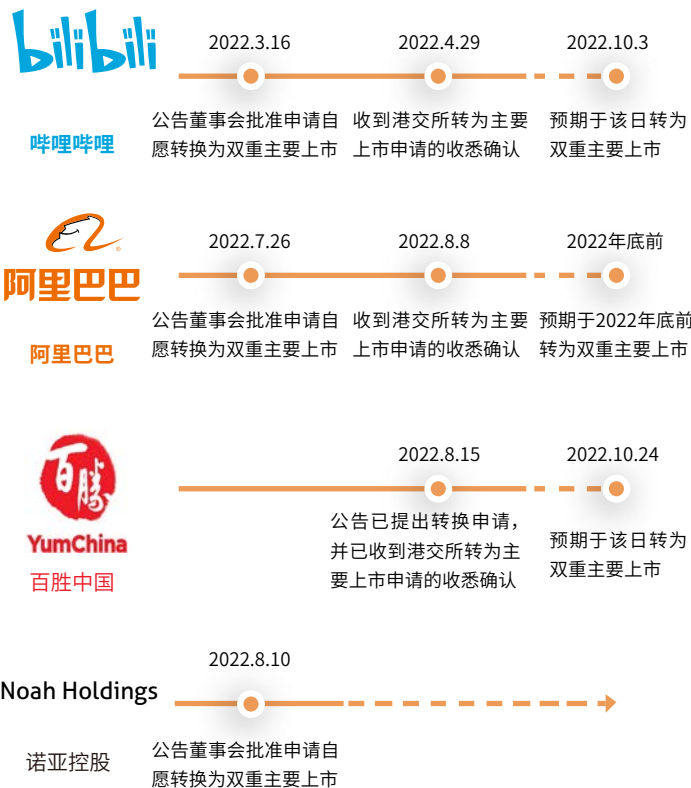 bilibili
哔哩哔哩
2022.3.16
2022.4.29
2022.10.3
公告董事会批准申请自
愿转换为双重主要上市
收到港交所转为主要
上市申请的收悉确认
预期于该日转为
双重主要上市
阿里巴巴
阿里巴巴
2022.7.26
2022.8.8
2022年底前
公告董事会批准申请自
愿转换为双重主要上市
收到港交所转为主要
上市申请的收悉确认
预期于2022年底前
转为双重主要上市
百勝
YumChina
百胜中国
2022.8.15
2022.10.24
公告已提出转换申请，
并已收到港交所转为主
要上市申请的收悉确认
预期于该日转为
双重主要上市
Noah Holdings
诺亚控股
2022.8.10
公告董事会批准申请自
愿转换为双重主要上市